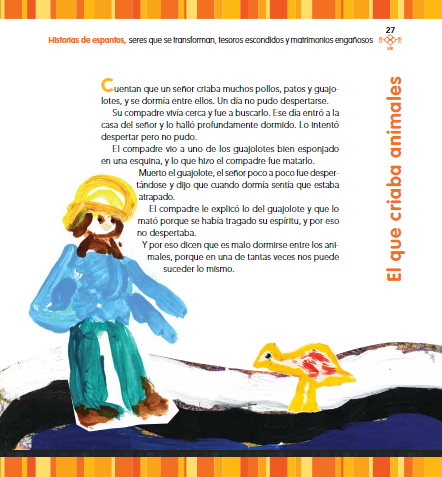 27
Historias de espantos, seres que se transforman, tesoros escondidos y matrimonios engañosos
El que criaba animales
Cuentan que un señor criaba muchos pollos, patos y guajo-
lotes, y se dormía entre ellos. Un día no pudo despertarse.
Su compadre vivía cerca y fue a buscarlo. Ese día entró a la
casa del señor y lo halló profundamente dormido. Lo intentó
despertar pero no pudo.
El compadre vio a uno de los guajolotes bien esponjado
en una esquina, y lo que hizo el compadre fue matarlo.
Muerto el guajolote, el señor poco a poco fue desper-
tándose y dijo que cuando dormía sentía que estaba
atrapado.
El compadre le explicó lo del guajolote y que lo
mató porque se había tragado su espíritu, y por eso
no despertaba.
Y por eso dicen que es malo dormirse entre los ani-
males, porque en una de tantas veces nos puede
suceder lo mismo.